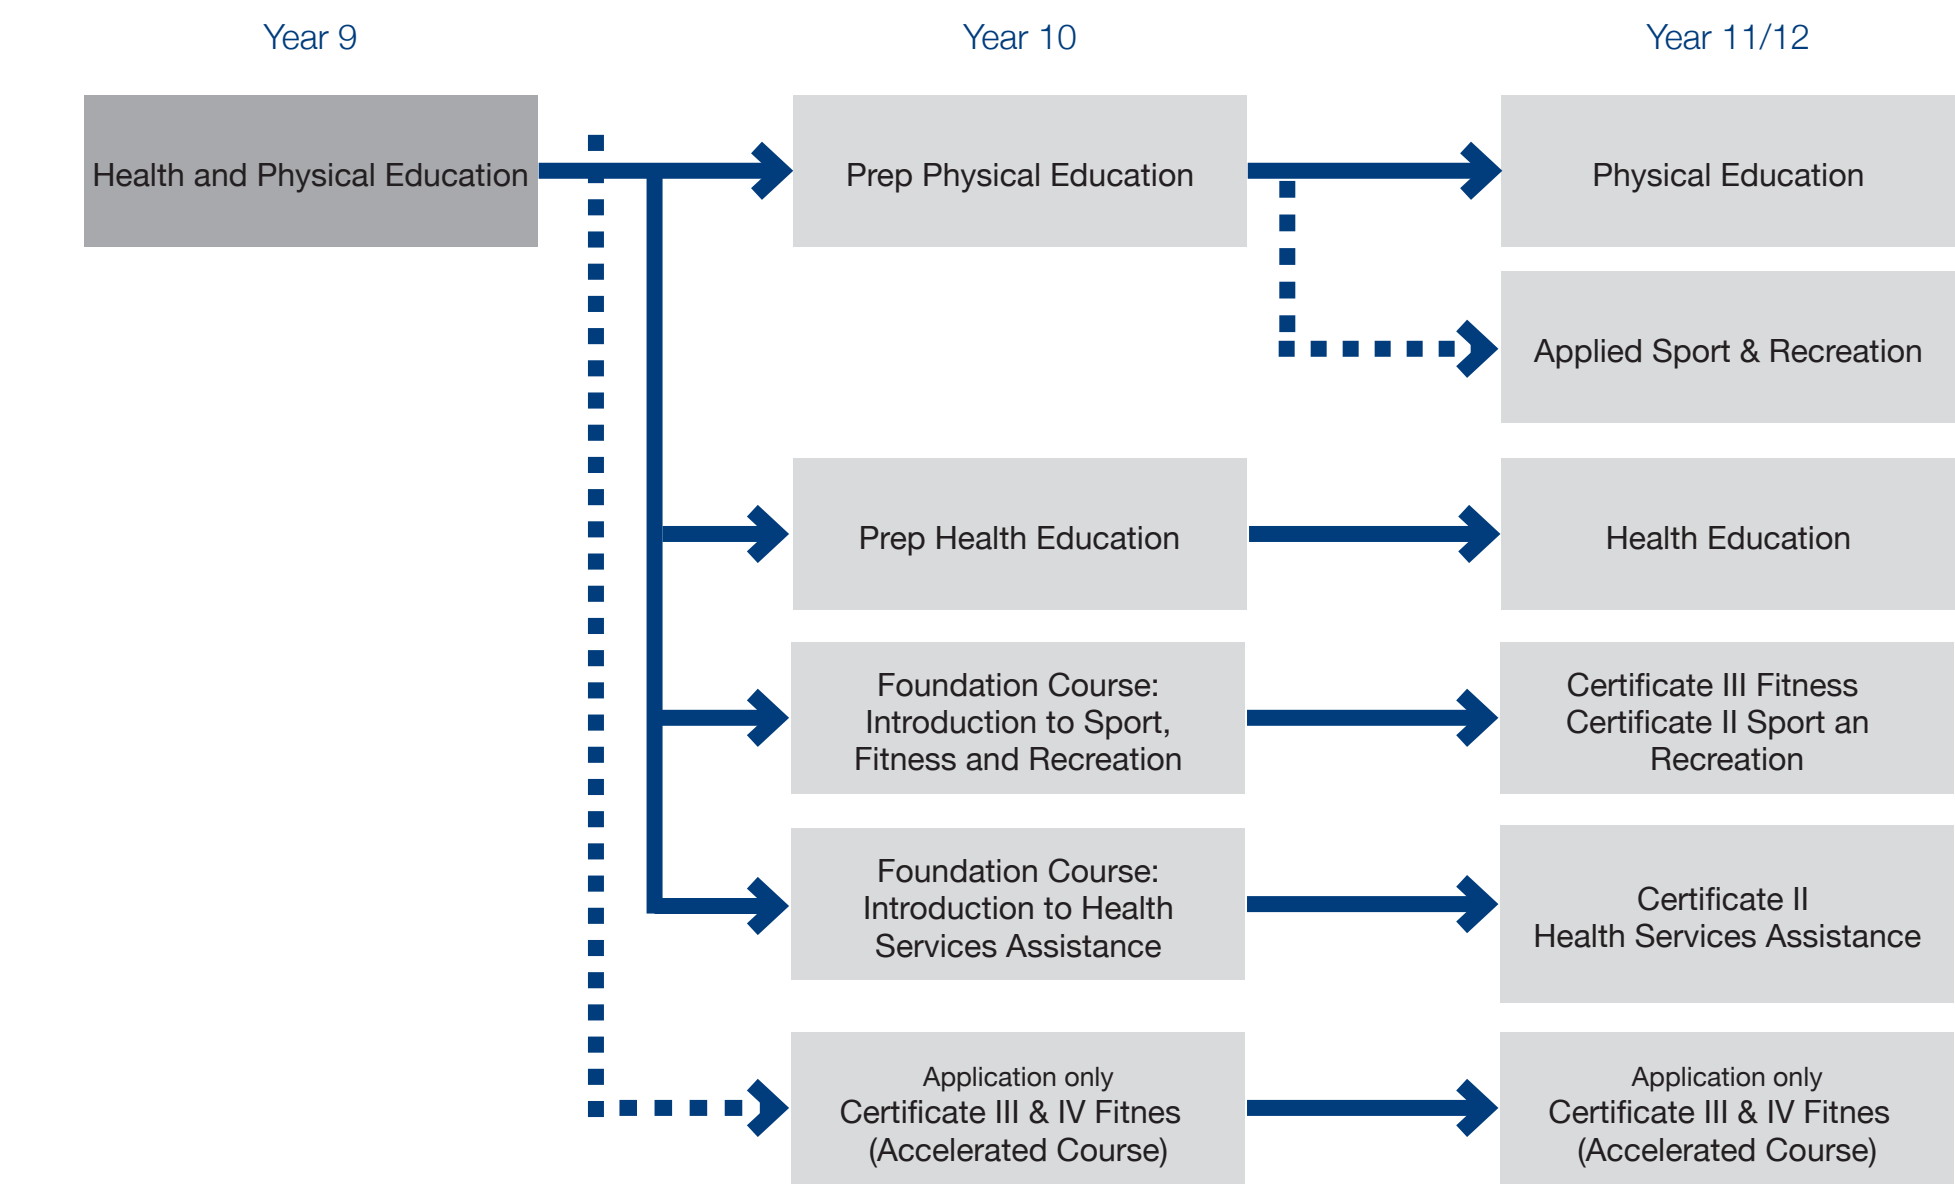 Year 9
Year 10
Year 11/12
Health and Physical Education
Prep Physical Education
Physical Education
Applied Sport & Recreation
Prep Health Education
Health Education
Foundation Course:
Introduction to Sport,
Fitness and Recreation
Certificate III Fitness
Certificate II Sport an
Recreation
Foundation Course:
Introduction to Health
Services Assistance
Certificate II
Health Services Assistance
Application only
Certificate III & IV Fitnes
(Accelerated Course)
Application only
Certificate III & IV Fitnes
(Accelerated Course)